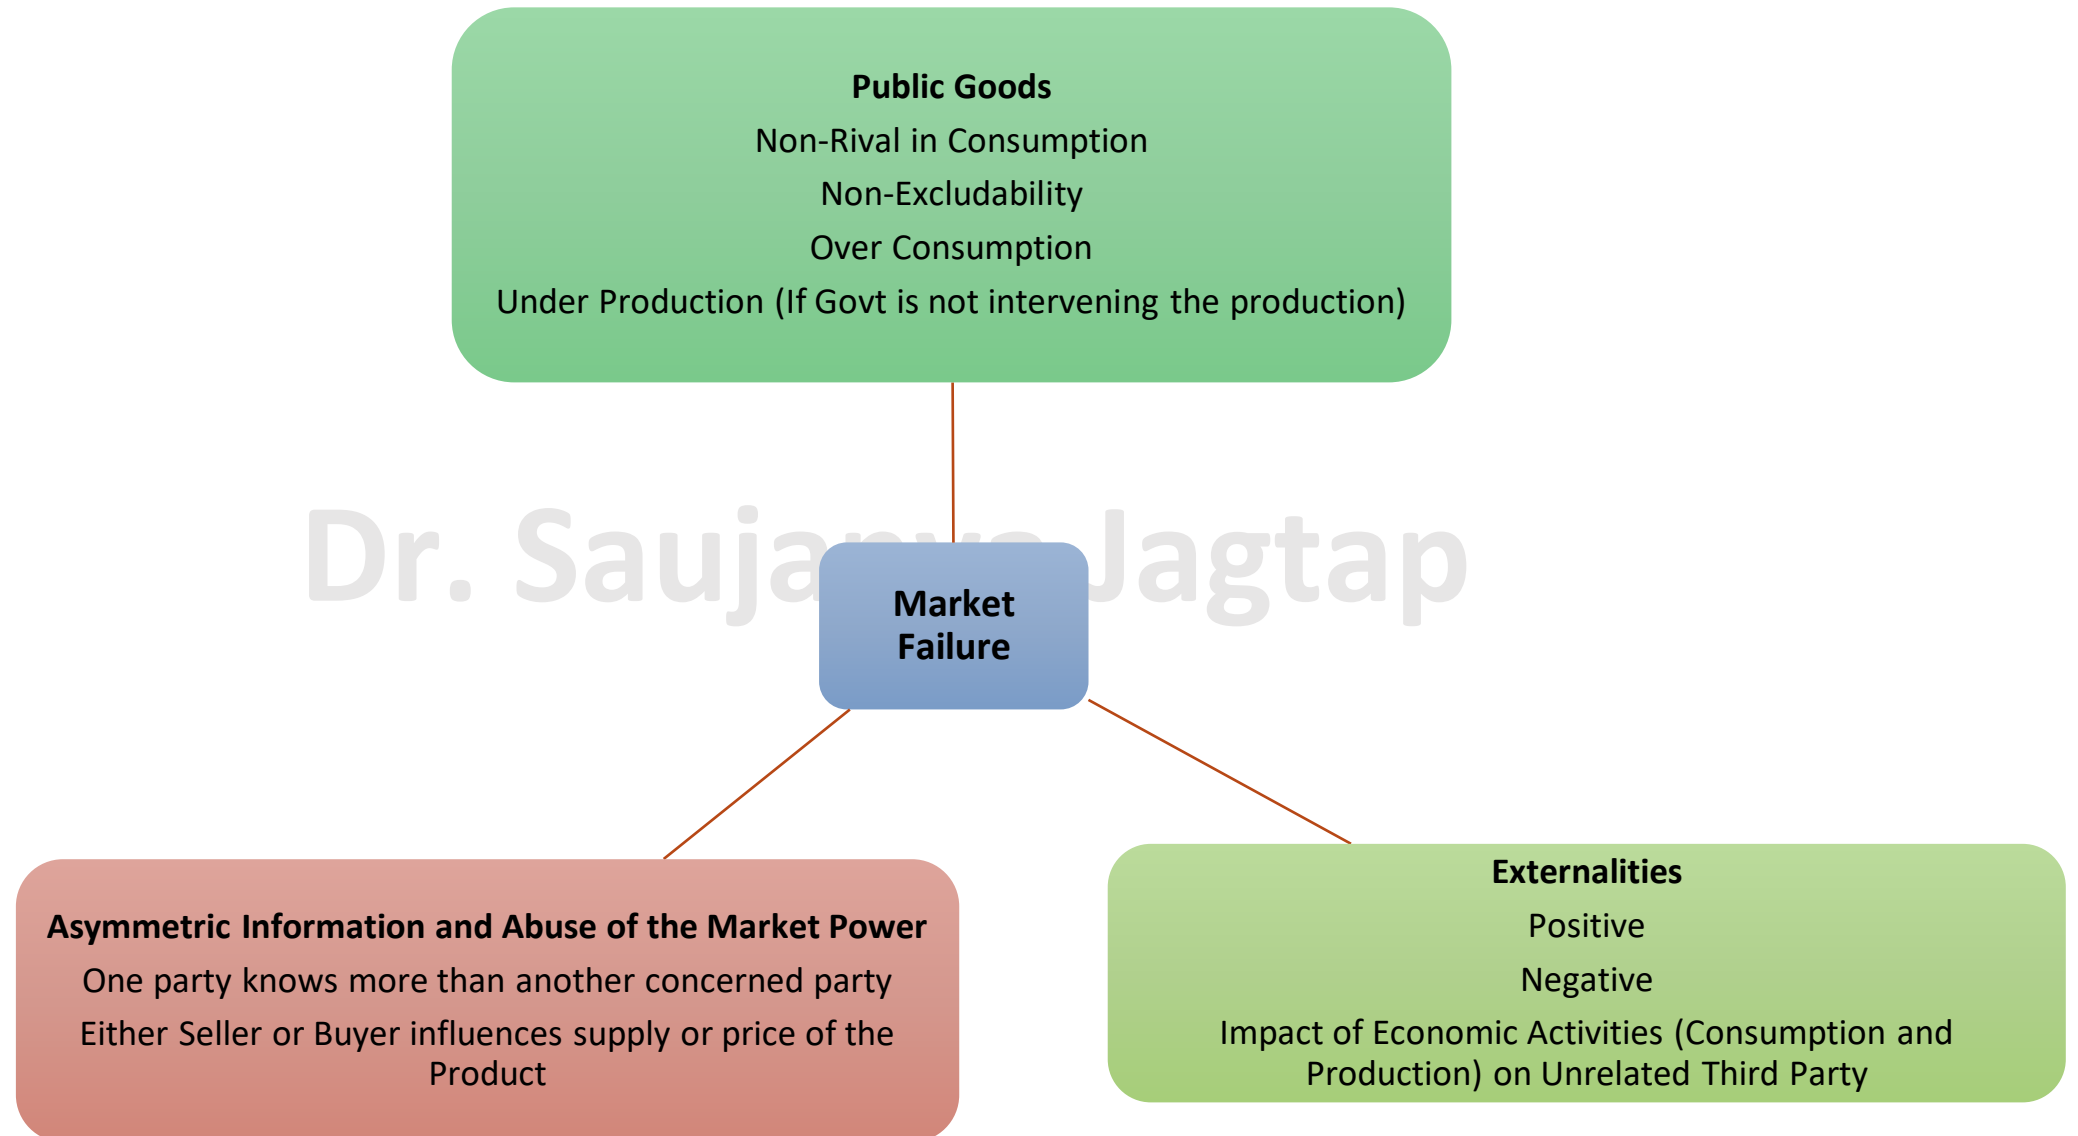 Public Goods
Non-Rival in Consumption
Non-Excludability
Over Consumption
Under Production (If Govt is not intervening the production)
Dr. Saujanya Jagtap
Market
Failure
Asymmetric Information and Abuse of the Market Power
One party knows more than another concerned party
Either Seller or Buyer influences supply or price of the
Product
Externalities
Positive
Negative
Impact of Economic Activities (Consumption and
Production) on Unrelated Third Party